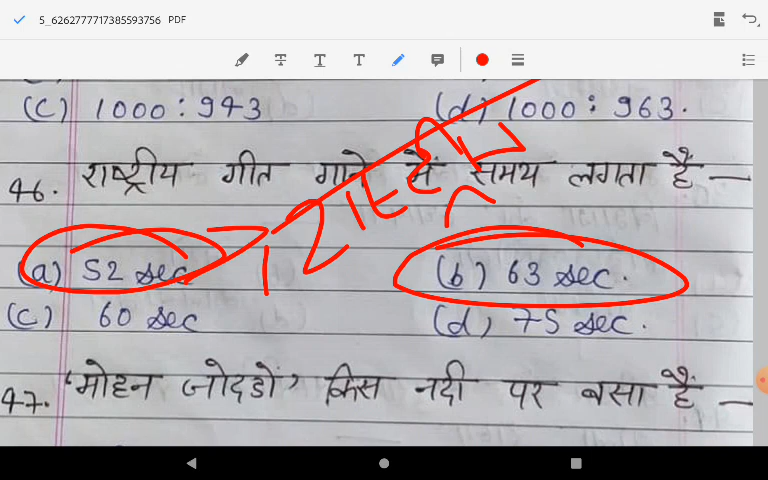 5_6262777717385593756 PDF
(C) 1000 : 943 (d) 1000 : 963.
46. राष्ट्रीय गीत गाने में समय लगता है —
(a) 52 sec (b) 63 sec.
(C) 60 sec (d) 75 sec.
47. 'मोहन जोदडों' किस नदी पर बसा है —